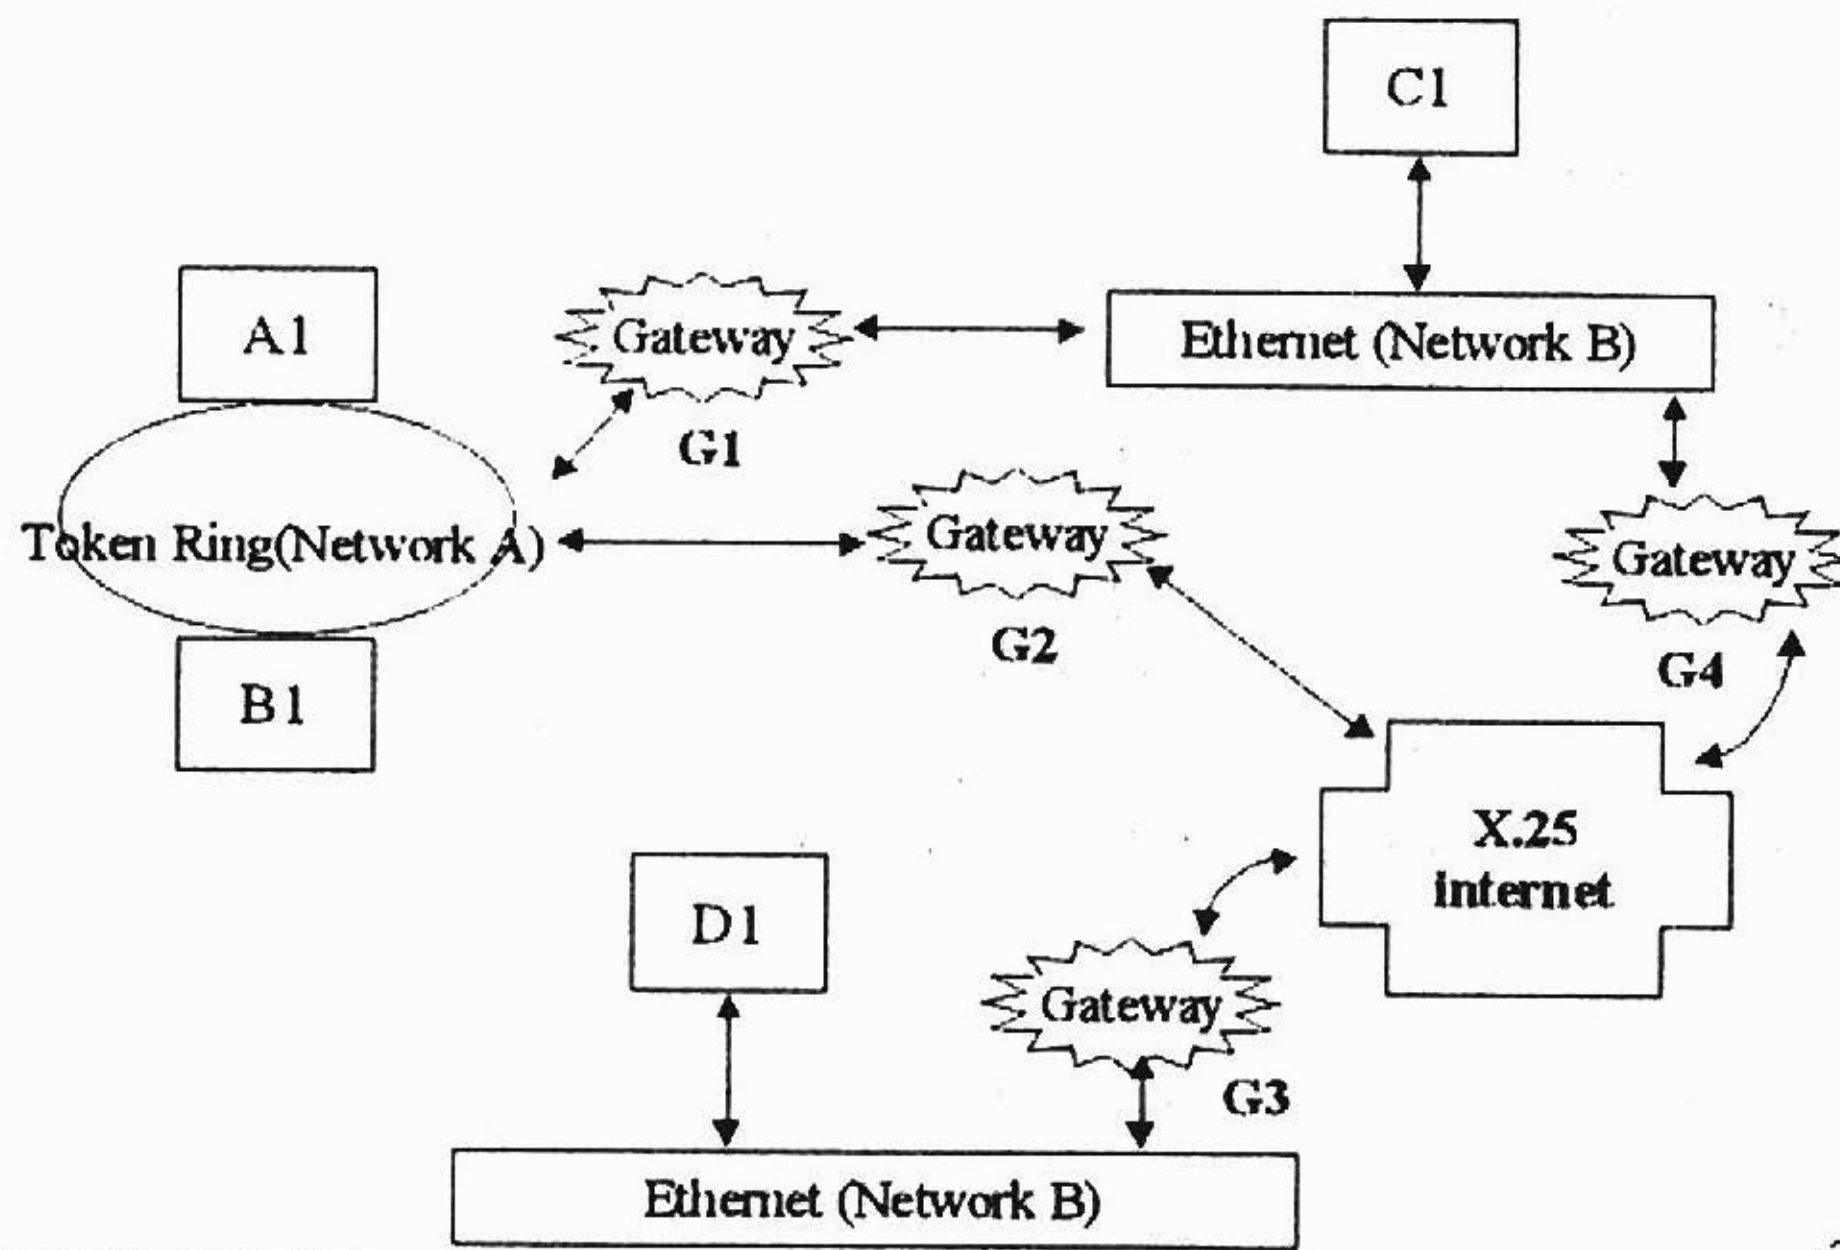 C1
A1
Gateway
Ethernet (Network B)
G1
Gateway
Token Ring(Network A)
Gateway
G2
G4
B1
X.25
internet
D1
Gateway
G3
Ethernet (Network B)